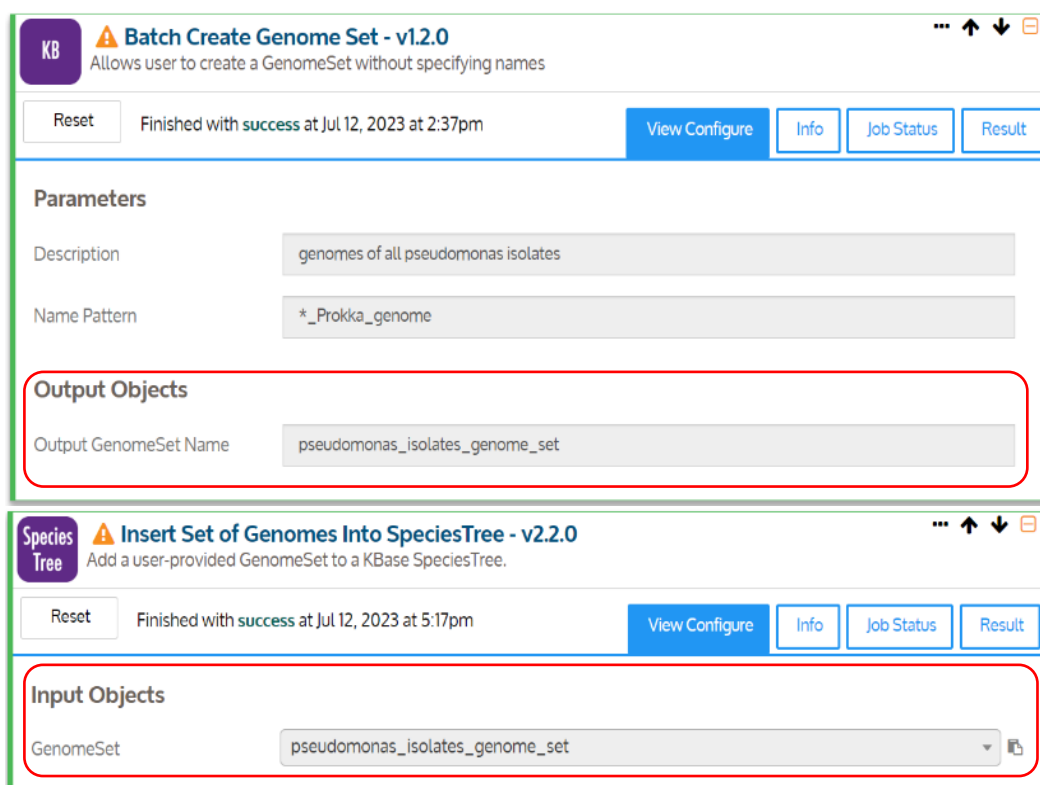 KB
Batch Create Genome Set - v1.2.0
Allows user to create a GenomeSet without specifying names
Reset
Finished with success at Jul 12, 2023 at 2:37pm
View Configure
Info
Job Status
Result
Parameters
Description
genomes of all pseudomonas isolates
Name Pattern
*_Prokka_genome
Output Objects
Output GenomeSet Name
pseudomonas_isolates_genome_set
Species
Tree
Insert Set of Genomes Into SpeciesTree - v2.2.0
Add a user-provided GenomeSet to a KBase SpeciesTree.
Reset
Finished with success at Jul 12, 2023 at 5:17pm
View Configure
Info
Job Status
Result
Input Objects
GenomeSet
pseudomonas_isolates_genome_set